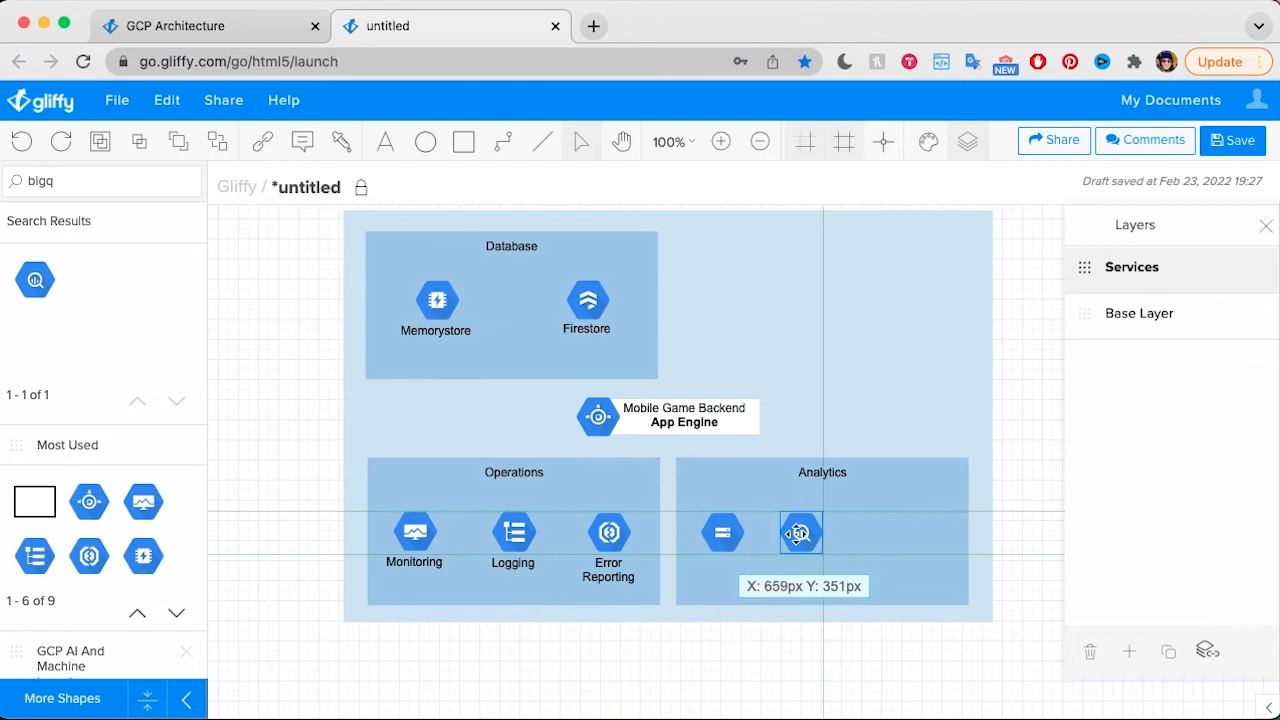 GCP Architecture
untitled
go.gliffy.com/go/html5/launch
NEW
Update
gliffy
File
Edit
Share
Help
My Documents
100%
Share
Comments
Save
bigq
Gliffy / *untitled
Draft saved at Feb 23, 2022 19:27
Search Results
1 - 1 of 1
Most Used
1 - 6 of 9
GCP AI And
Machine
More Shapes
Database
Memorystore
Firestore
Mobile Game Backend
App Engine
Operations
Monitoring
Logging
Error
Reporting
Analytics
X: 659px Y: 351px
Layers
Services
Base Layer